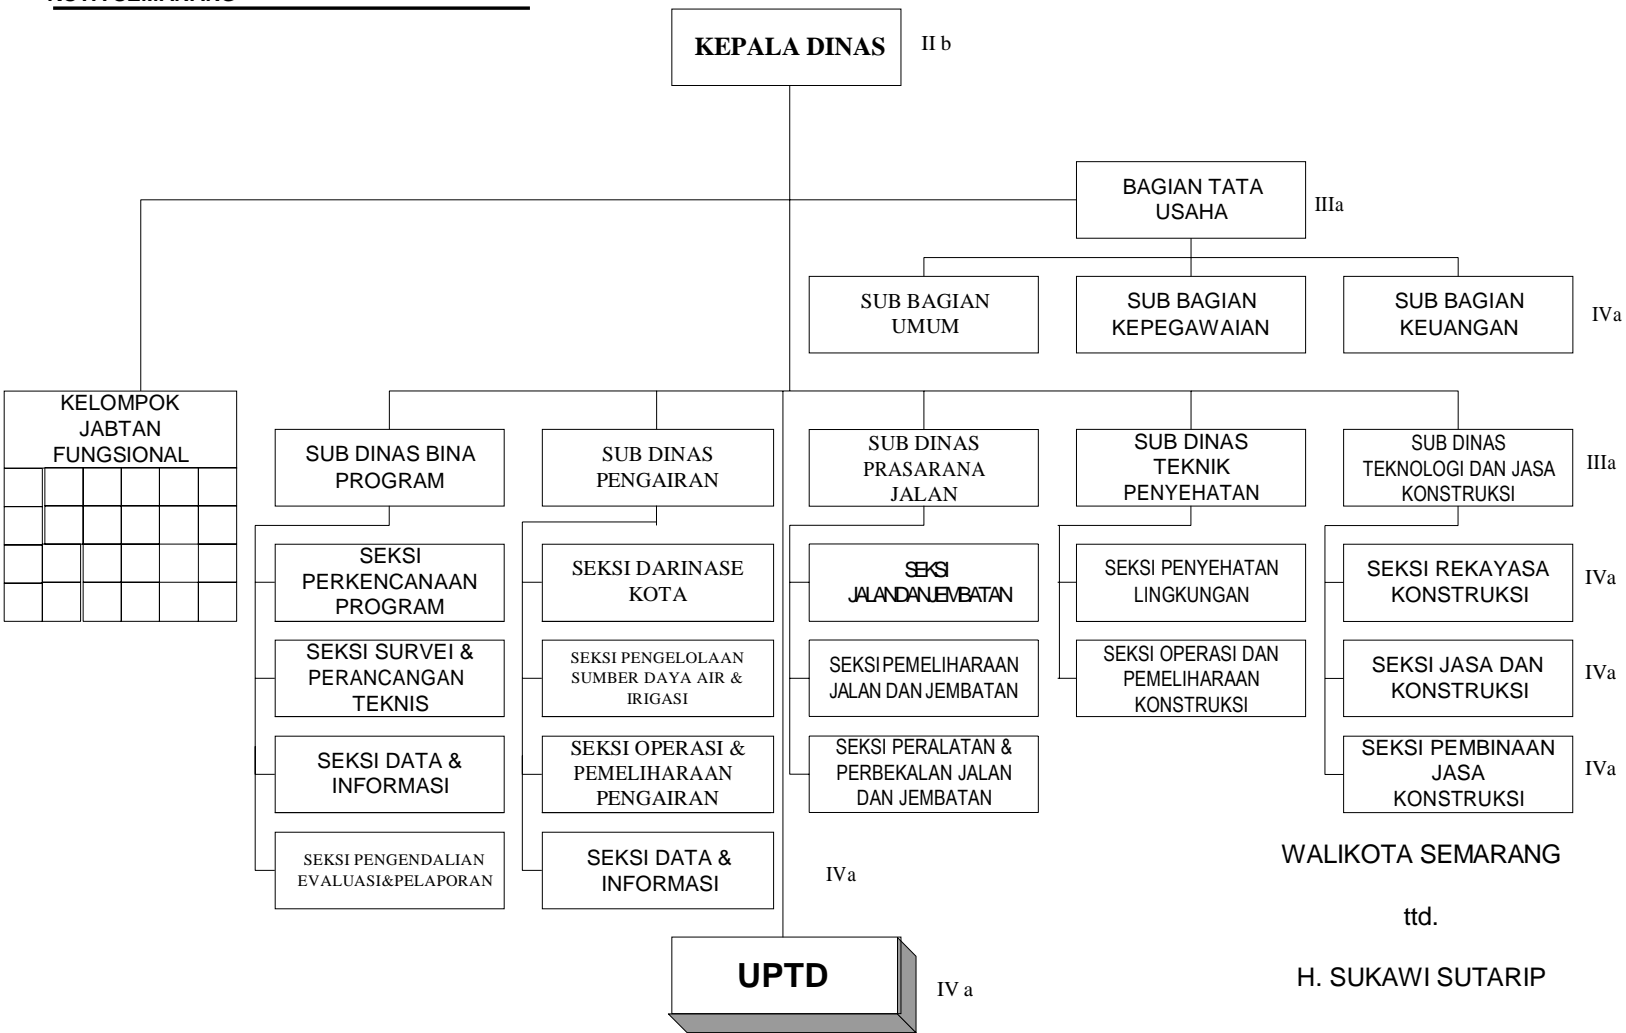 KEPALA DINAS
II b
BAGIAN TATA
USAHA
IIIa
SUB BAGIAN
UMUM
SUB BAGIAN
KEPEGAWAIAN
SUB BAGIAN
KEUANGAN
IVa
KELOMPOK
JABTAN
FUNGSIONAL
SUB DINAS BINA
PROGRAM
SUB DINAS
PENGAIRAN
SUB DINAS
PRASARANA
JALAN
SUB DINAS
TEKNIK
PENYEHATAN
SUB DINAS
TEKNOLOGI DAN JASA
KONSTRUKSI
IIIa
SEKSI
PERKENCANAAN
PROGRAM
SEKSI DARINASE
KOTA
SEKSI
JALAN DAN JEMBATAN
SEKSI PENYEHATAN
LINGKUNGAN
SEKSI REKAYASA
KONSTRUKSI
IVa
SEKSI SURVEI &
PERANCANGAN
TEKNIS
SEKSI PENGELOLAAN
SUMBER DAYA AIR &
IRIGASI
SEKSI PEMELIHARAAN
JALAN DAN JEMBATAN
SEKSI OPERASI DAN
PEMELIHARAAN
KONSTRUKSI
SEKSI JASA DAN
KONSTRUKSI
IVa
SEKSI DATA &
INFORMASI
SEKSI OPERASI &
PEMELIHARAAN
PENGAIRAN
SEKSI PERALATAN &
PERBEKALAN JALAN
DAN JEMBATAN
SEKSI PEMBINAAN
JASA
KONSTRUKSI
IVa
SEKSI PENGENDALIAN
EVALUASI&PELAPORAN
SEKSI DATA &
INFORMASI
IVa
WALIKOTA SEMARANG
ttd.
H. SUKAWI SUTARIP
UPTD
IV a